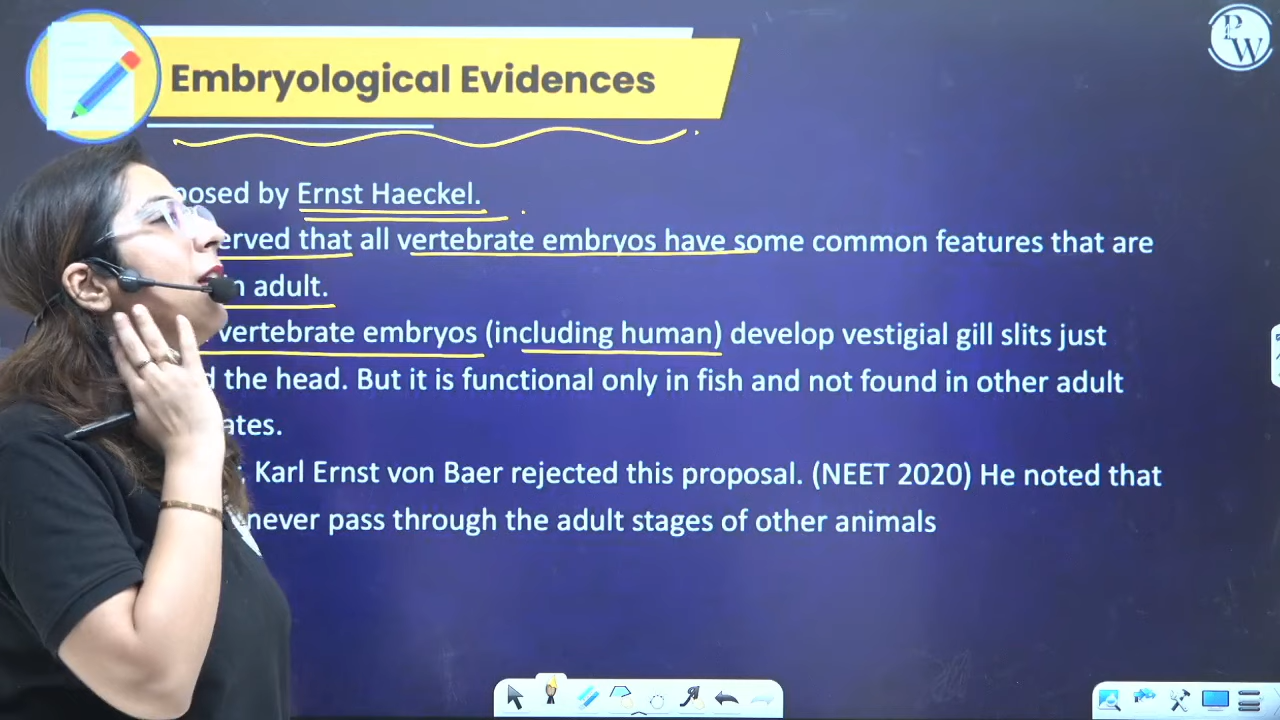 PW
Embryological Evidences
posed by Ernst Haeckel.
erved that all vertebrate embryos have some common features that are
in adult.
vertebrate embryos (including human) develop vestigial gill slits just
d the head. But it is functional only in fish and not found in other adult
ates.
r, Karl Ernst von Baer rejected this proposal. (NEET 2020) He noted that
never pass through the adult stages of other animals